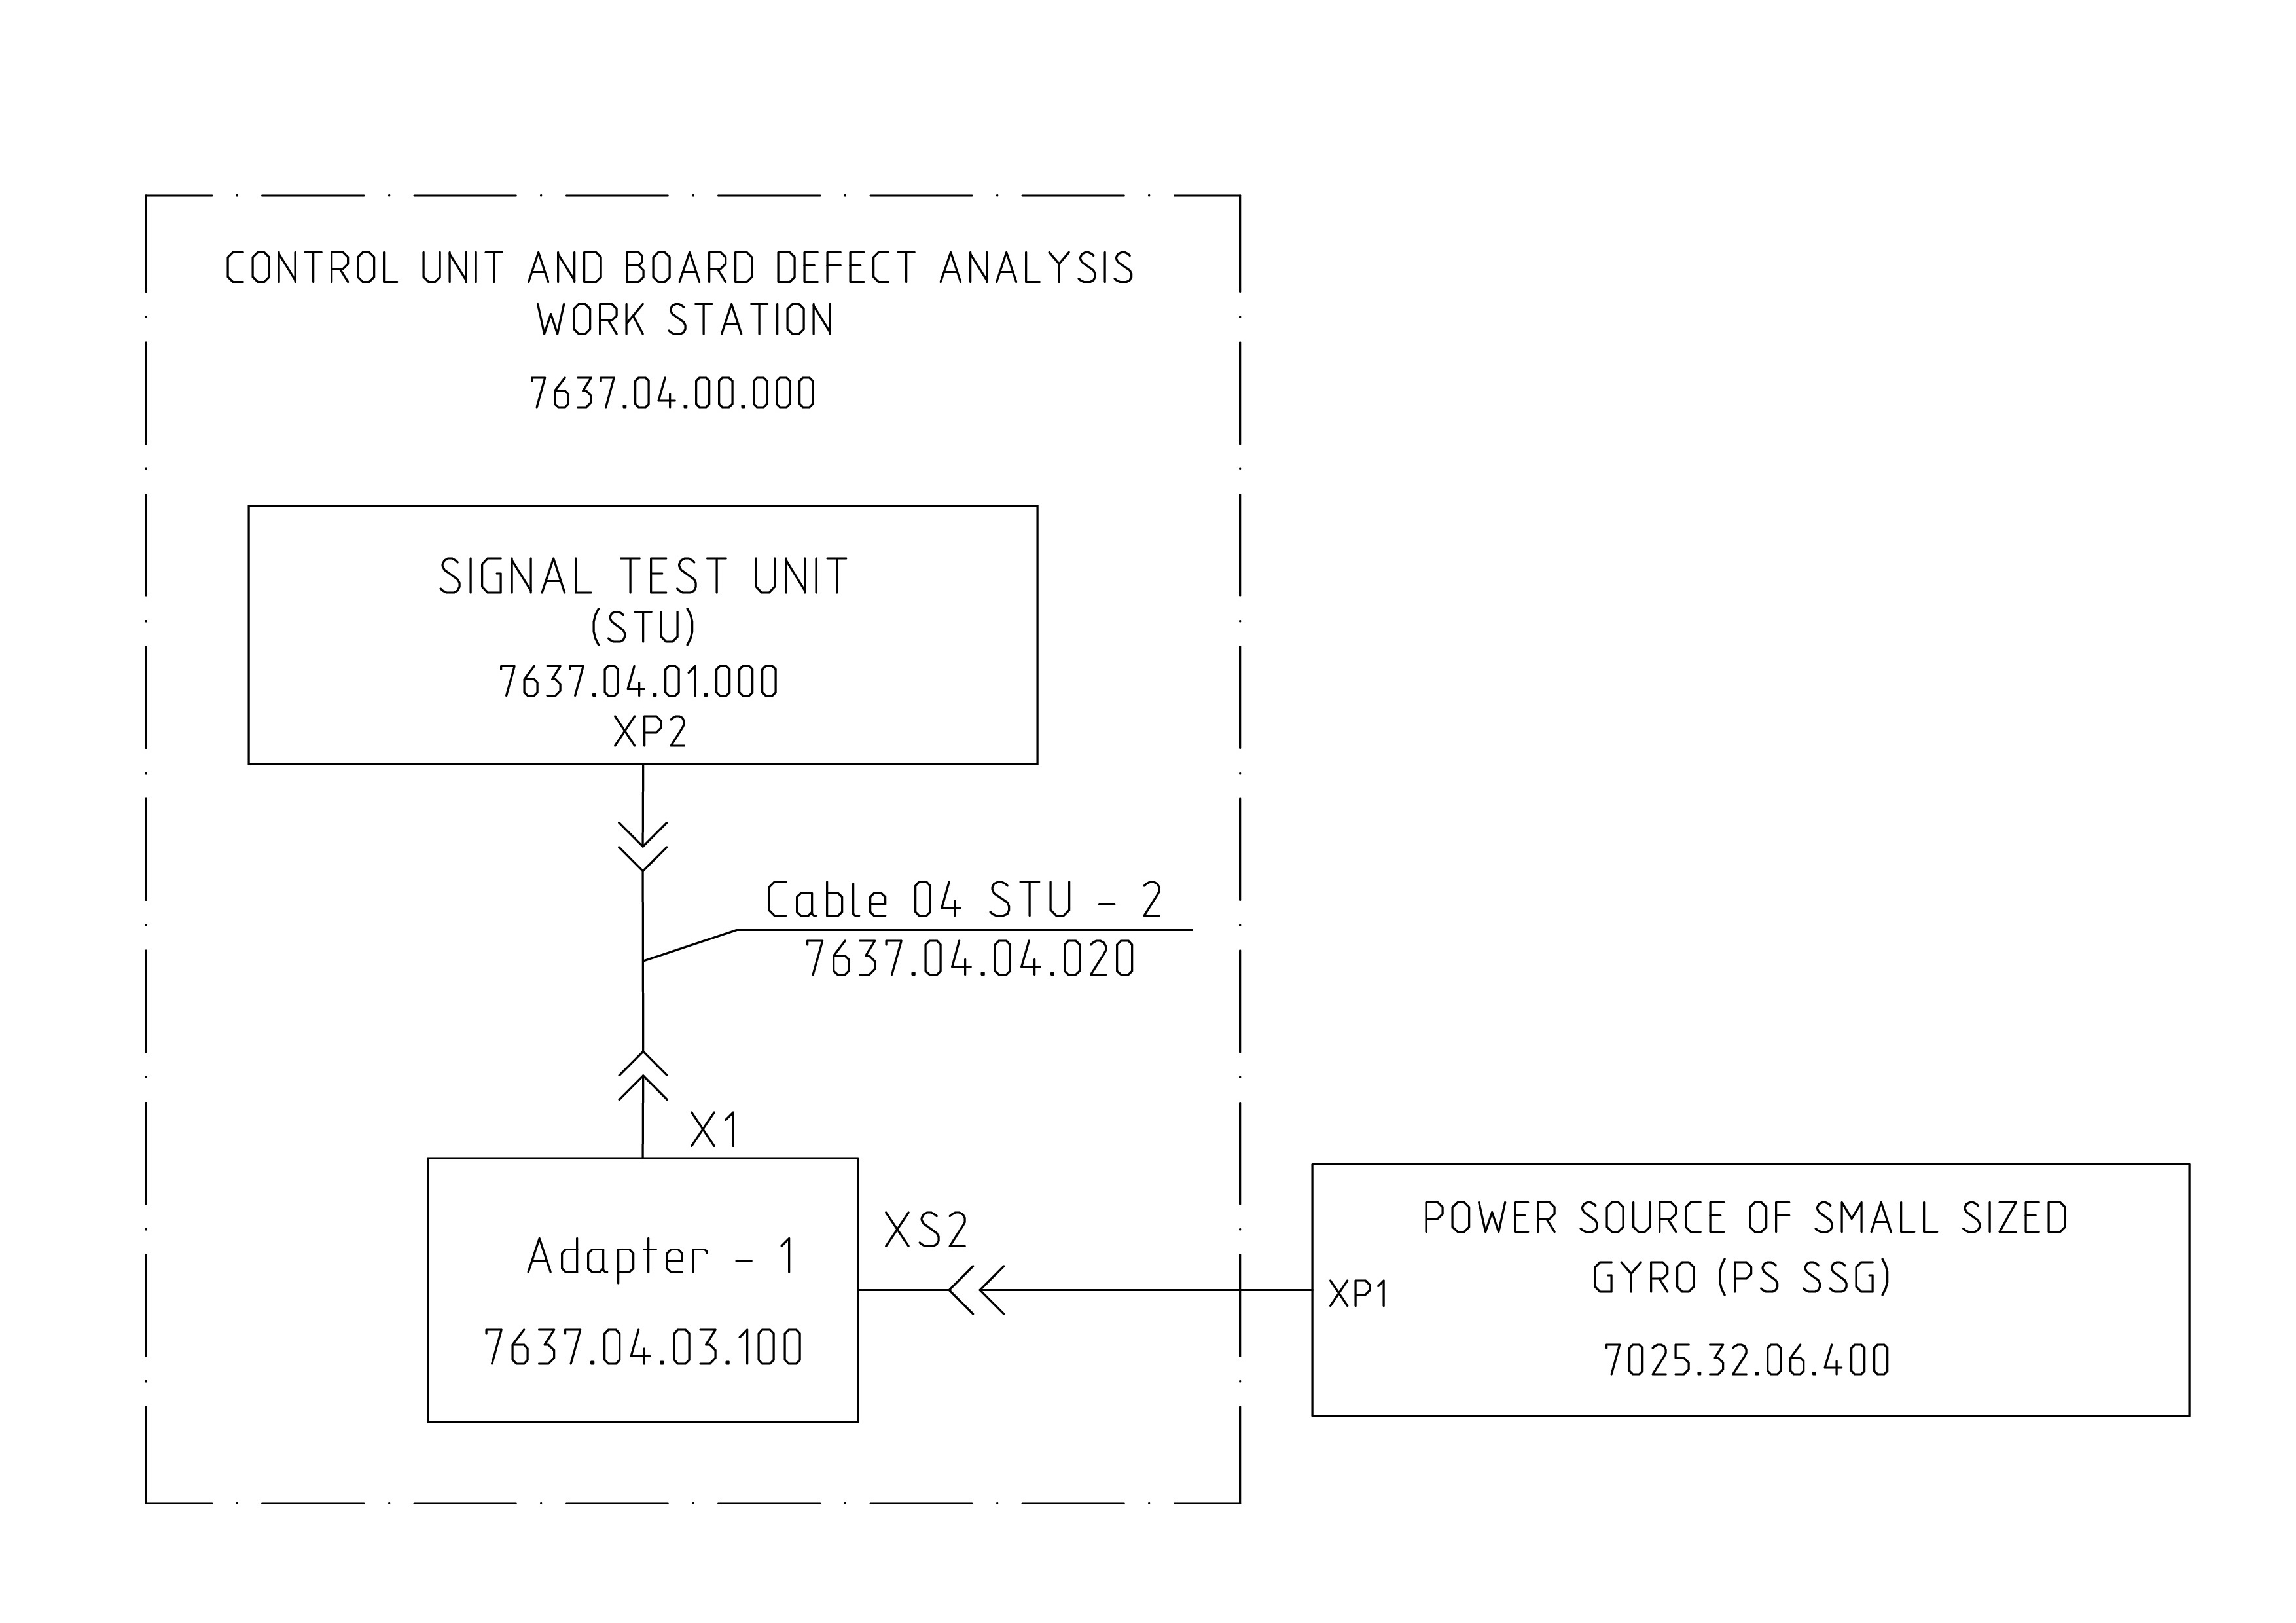 CONTROL UNIT AND BOARD DEFECT ANALYSIS
WORK STATION
7637.04.00.000
SIGNAL TEST UNIT
(STU)
7637.04.01.000
XP2
Cable 04 STU - 2
7637.04.04.020
X1
Adapter - 1
7637.04.03.100
XS2
XP1
POWER SOURCE OF SMALL SIZED
GYRO (PS SSG)
7025.32.06.400